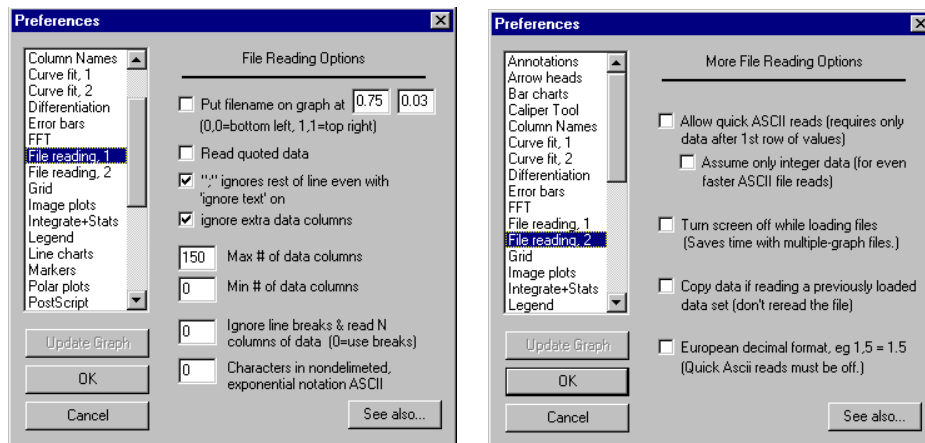 Preferences
Column Names
Curve fit, 1
Curve fit, 2
Differentiation
Error bars
FFT
File reading, 1
File reading, 2
Grid
Image plots
Integrate+Stats
Legend
Line charts
Markers
Polar plots
PostScript
Update Graph
OK
Cancel
File Reading Options
Put filename on graph at 0.75 0.03
(0,0=bottom left, 1,1=top right)
Read quoted data
";" ignores rest of line even with
'ignore text' on
ignore extra data columns
150 Max # of data columns
0 Min # of data columns
0 Ignore line breaks & read N
columns of data (0=use breaks)
0 Characters in nondelimeted,
exponential notation ASCII
See also...
Preferences
Annotations
Arrow heads
Bar charts
Caliper Tool
Column Names
Curve fit, 1
Curve fit, 2
Differentiation
Error bars
FFT
File reading, 1
File reading, 2
Grid
Image plots
Integrate+Stats
Legend
Update Graph
OK
Cancel
More File Reading Options
Allow quick ASCII reads (requires only
data after 1st row of values)
Assume only integer data (for even
faster ASCII file reads)
Turn screen off while loading files
(Saves time with multiple-graph files.)
Copy data if reading a previously loaded
data set (don't reread the file)
European decimal format, eg 1,5 = 1.5
(Quick Ascii reads must be off.)
See also...